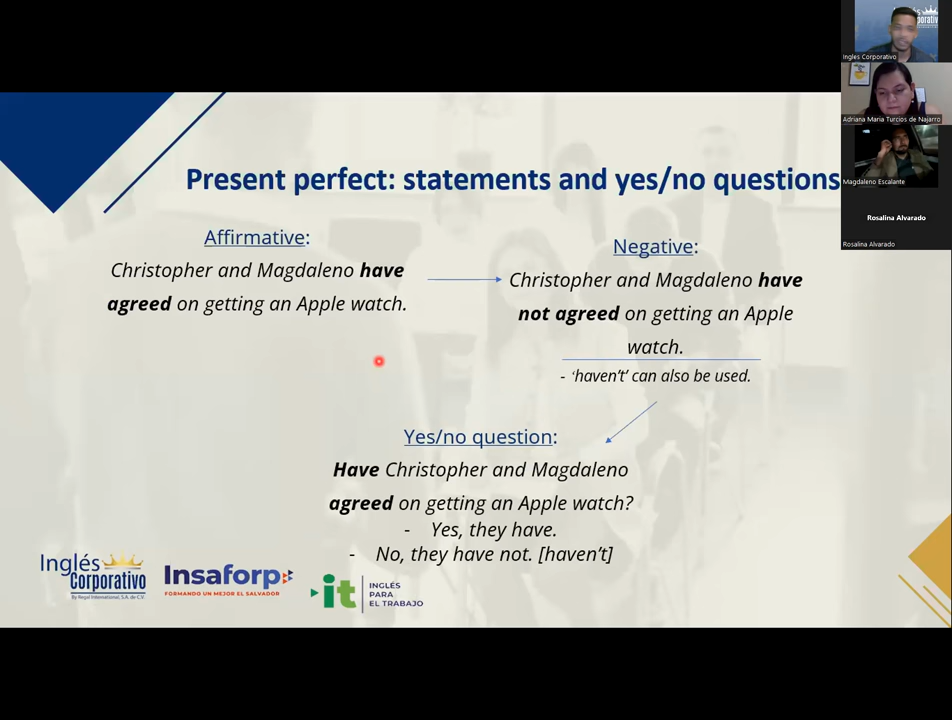 Present perfect: statements and yes/no questions
Affirmative:
Christopher and Magdaleno have
agreed on getting an Apple watch.
Negative:
Christopher and Magdaleno have
not agreed on getting an Apple
watch.
- 'haven't' can also be used.
Yes/no question:
Have Christopher and Magdaleno
agreed on getting an Apple watch?
- Yes, they have.
- No, they have not. [haven't]
Inglés
Corporativo
By Regal International, S.A. de C.V.
Insaforp
FORMANDO UN MEJOR EL SALVADOR
it
INGLÉS
PARA
EL TRABAJO
Ingles Corporativo
Adriana Maria Turcios de Najarro
Magdaleno Escalante
Rosalina Alvarado
Rosalina Alvarado